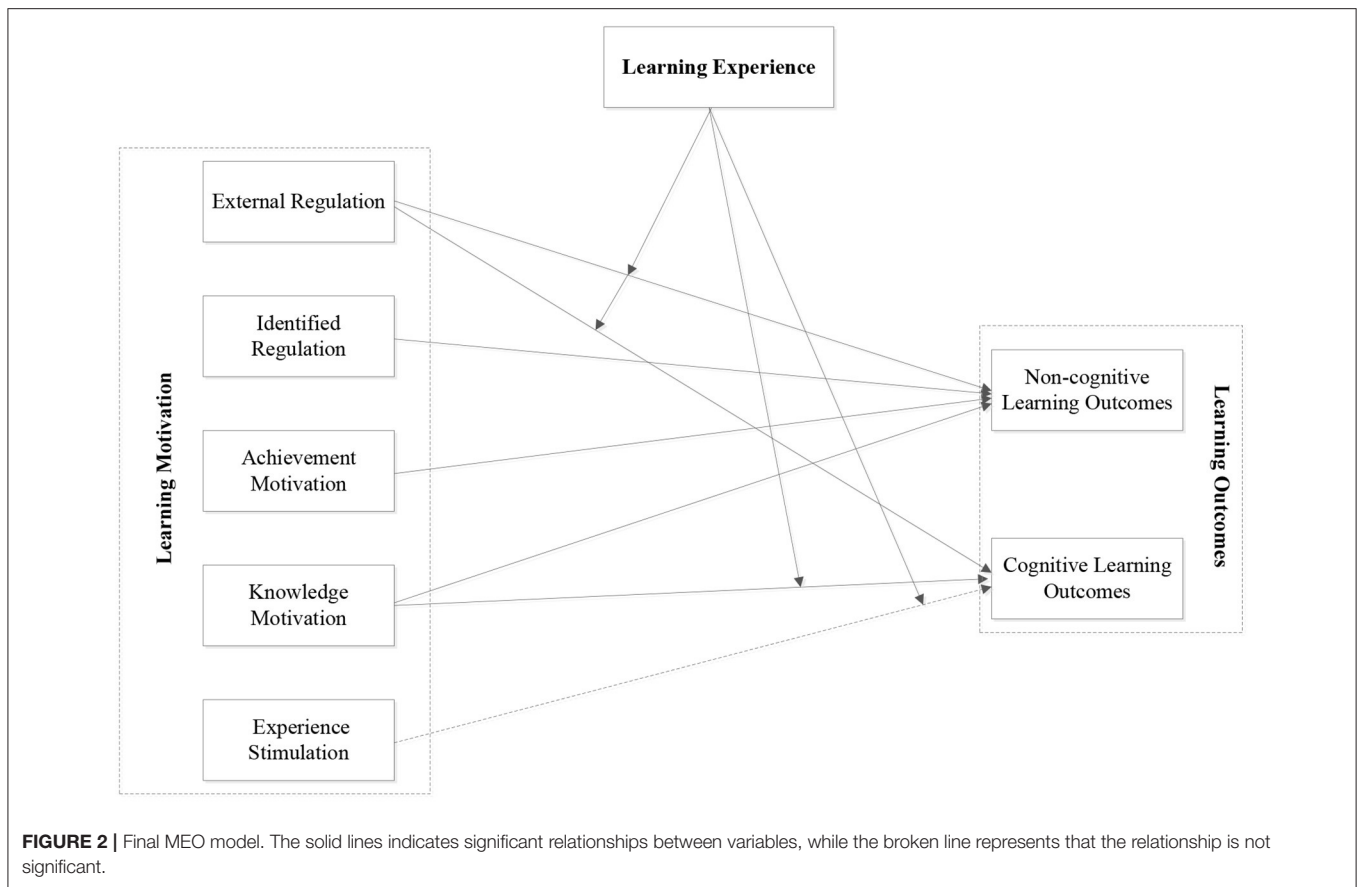 Learning Experience
External Regulation
Identified
Regulation
Achievement
Motivation
Knowledge
Motivation
Experience
Stimulation
Learning Motivation
Non-cognitive
Learning Outcomes
Cognitive Learning
Outcomes
Learning Outcomes
FIGURE 2 | Final MEO model. The solid lines indicates significant relationships between variables, while the broken line represents that the relationship is not
significant.